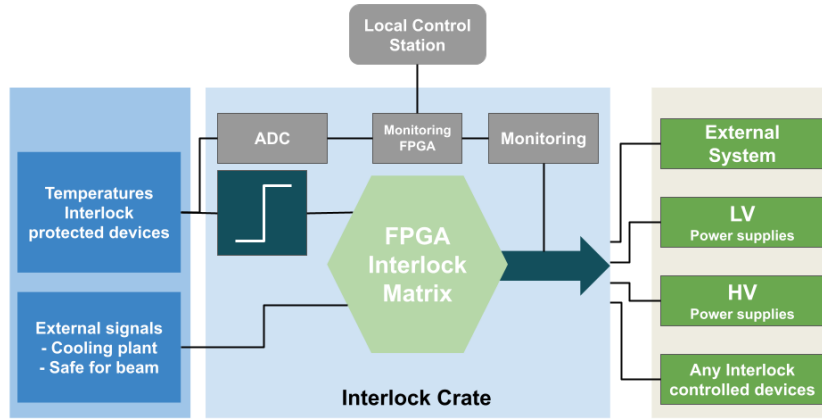 Local Control
Station
ADC
Monitoring
FPGA
Monitoring
External
System
Temperatures
Interlock
protected devices
FPGA
Interlock
Matrix
LV
Power supplies
HV
Power supplies
External signals
- Cooling plant
- Safe for beam
Any Interlock
controlled devices
Interlock Crate